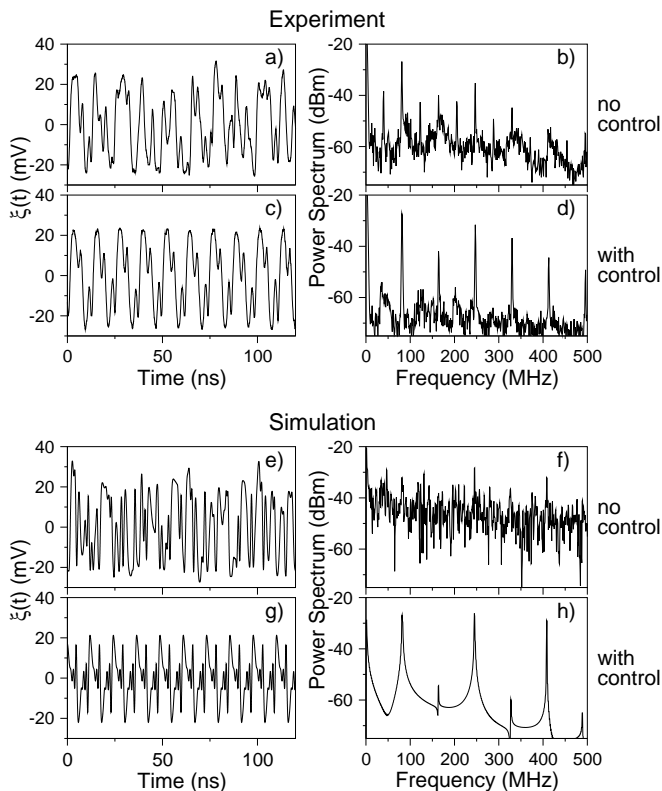 Experiment
40
20
0
-20
ξ(t) (mV)
a)
c)
20
0
-20
0
50
100
Time (ns)
-20
-40
-60
Power Spectrum (dBm)
b)
no
control
-20
-40
-60
d)
with
control
0
100
200
300
400
500
Frequency (MHz)
Simulation
40
20
0
-20
ξ(t) (mV)
e)
g)
40
20
0
-20
0
50
100
Time (ns)
-20
-40
-60
Power Spectrum (dBm)
f)
no
control
-20
-40
-60
h)
with
control
0
100
200
300
400
500
Frequency (MHz)